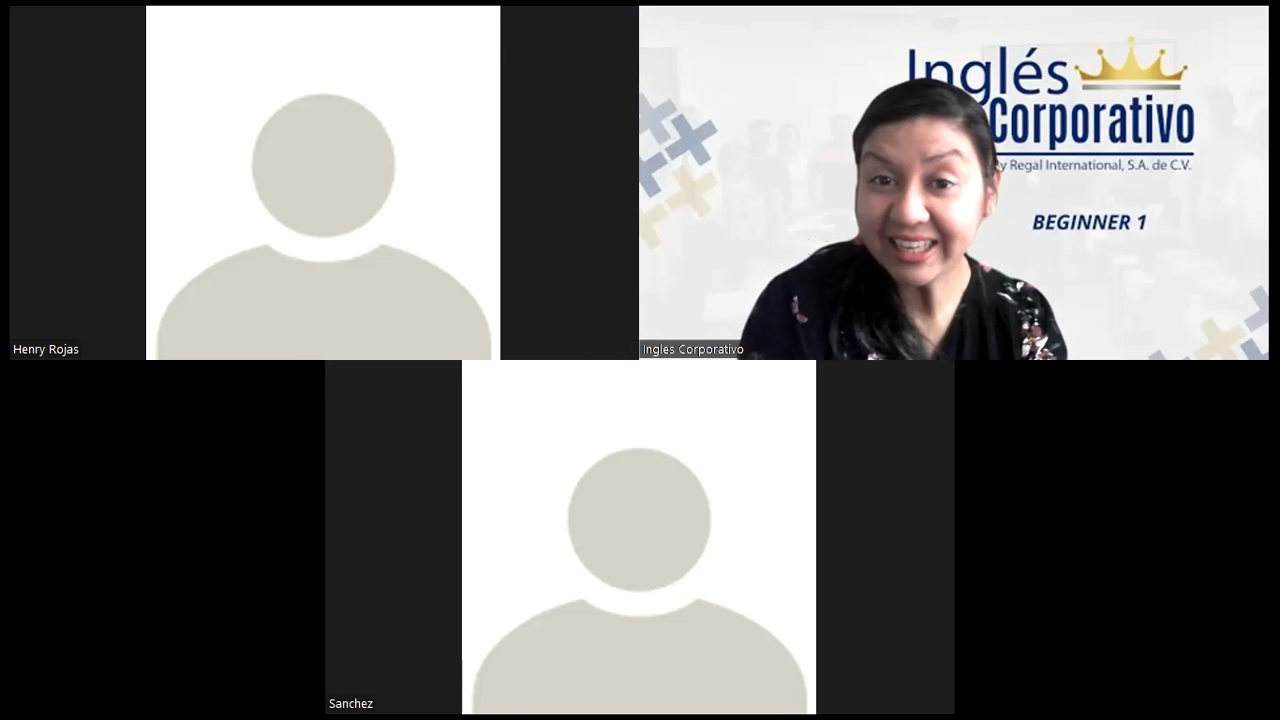 Inglés
Corporativo
y Regal International, S.A. de C.V.
BEGINNER 1
Henry Rojas
Ingles Corporativo
Sanchez